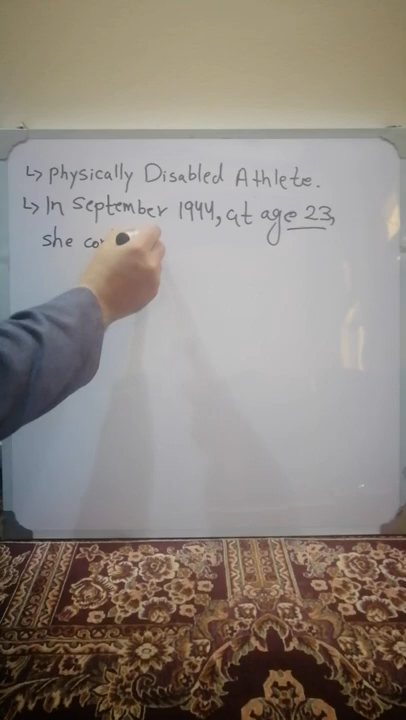 ↳ physically Disabled Athlete.
↳ In September 1944, at age 23,
she